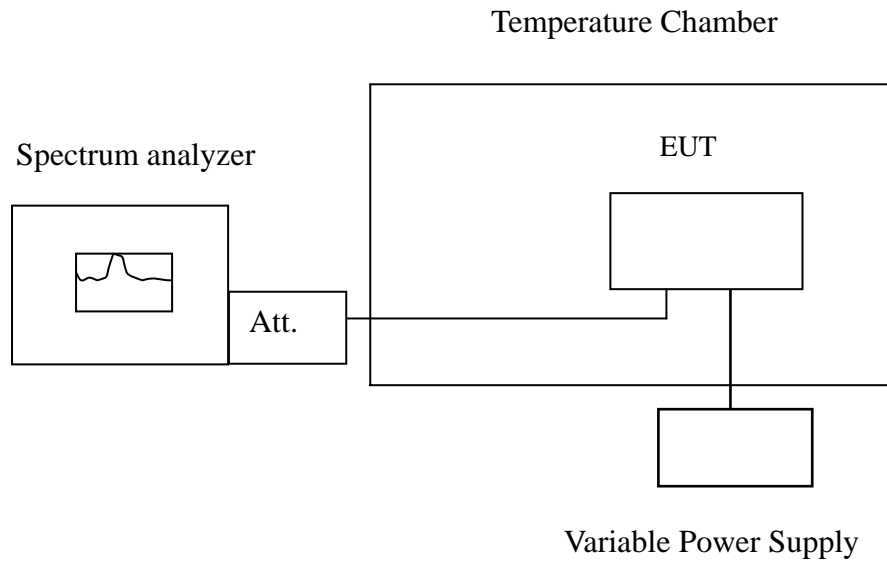 Temperature Chamber
Spectrum analyzer
EUT
Att.
Variable Power Supply